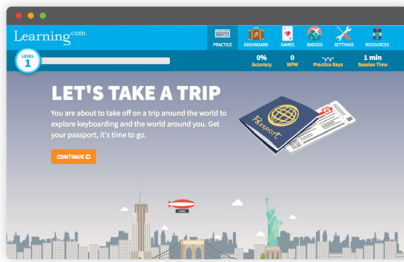 Learning.com
PRACTICE
DASHBOARD
GAMES
BADGES
SETTINGS
RESOURCES
LEVEL
1
0%
Accuracy
0
WPM
Practice Keys
1 min
Session Time
LET'S TAKE A TRIP
You are about to take off on a trip around the world to
explore keyboarding and the world around you. Get
your passport, it's time to go.
CONTINUE
Passport